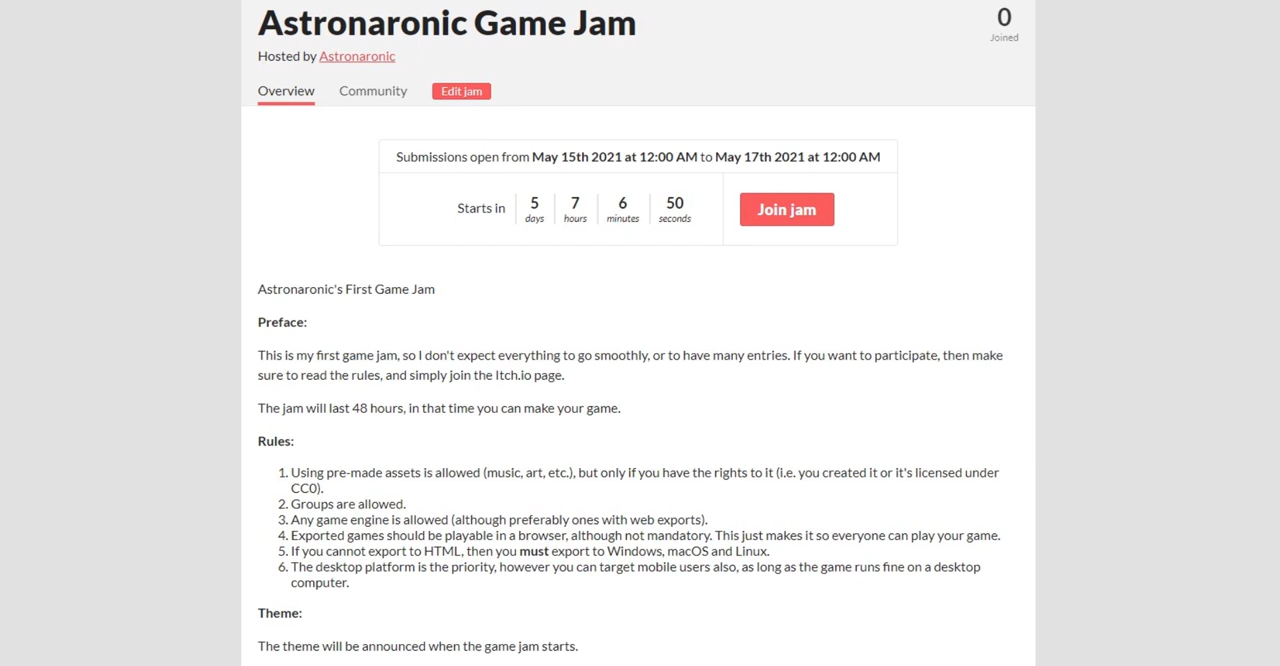 Astronaronic Game Jam
0
Joined
Hosted by Astronaronic
Overview Community Edit jam
Submissions open from May 15th 2021 at 12:00 AM to May 17th 2021 at 12:00 AM
Starts in 5 days 7 hours 6 minutes 50 seconds
Join jam
Astronaronic's First Game Jam
Preface:
This is my first game jam, so I don't expect everything to go smoothly, or to have many entries. If you want to participate, then make
sure to read the rules, and simply join the Itch.io page.
The jam will last 48 hours, in that time you can make your game.
Rules:
1. Using pre-made assets is allowed (music, art, etc.), but only if you have the rights to it (i.e. you created it or it's licensed under
CC0).
2. Groups are allowed.
3. Any game engine is allowed (although preferably ones with web exports).
4. Exported games should be playable in a browser, although not mandatory. This just makes it so everyone can play your game.
5. If you cannot export to HTML, then you must export to Windows, macOS and Linux.
6. The desktop platform is the priority, however you can target mobile users also, as long as the game runs fine on a desktop
computer.
Theme:
The theme will be announced when the game jam starts.